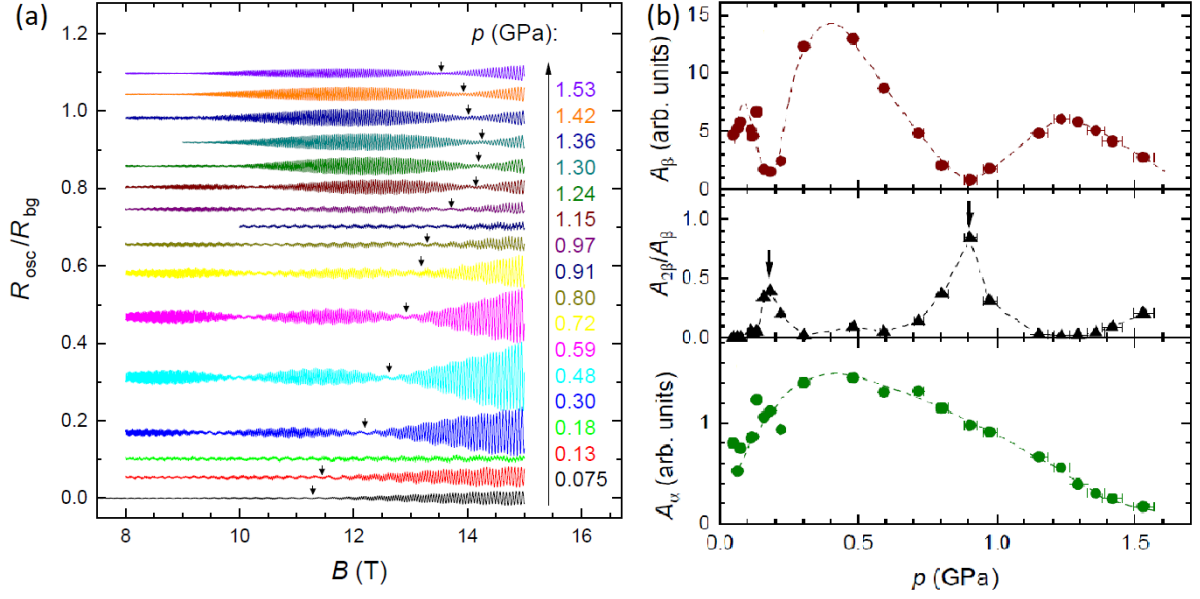 (a)
p (GPa):
1.53
1.42
1.36
1.30
1.24
1.15
0.97
0.91
0.80
0.72
0.59
0.48
0.30
0.18
0.13
0.075
1.2
1.0
0.8
0.6
0.4
0.2
0.0
R_osc/R_bg
8 10 12 14 16
B (T)
(b)
15
10
5
0
A_β (arb. units)
1.0
0.5
0.0
A_2β/A_β
1
0
A_α (arb. units)
0.0 0.5 1.0 1.5
p (GPa)